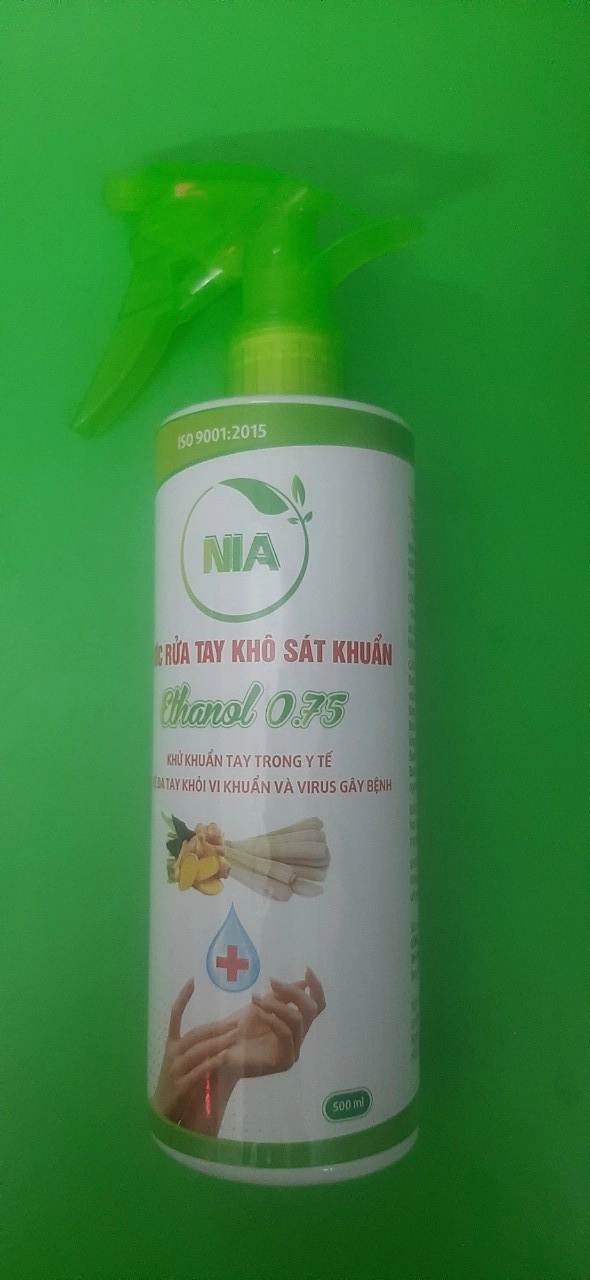 ISO 9001:2015
NIA
RỬA TAY KHÔ SÁT KHUẨN
Ethanol 0.75
KHỬ KHUẨN TAY TRONG Y TẾ
DA TAY KHỎI VI KHUẨN VÀ VIRUS GÂY BỆNH
500 ml